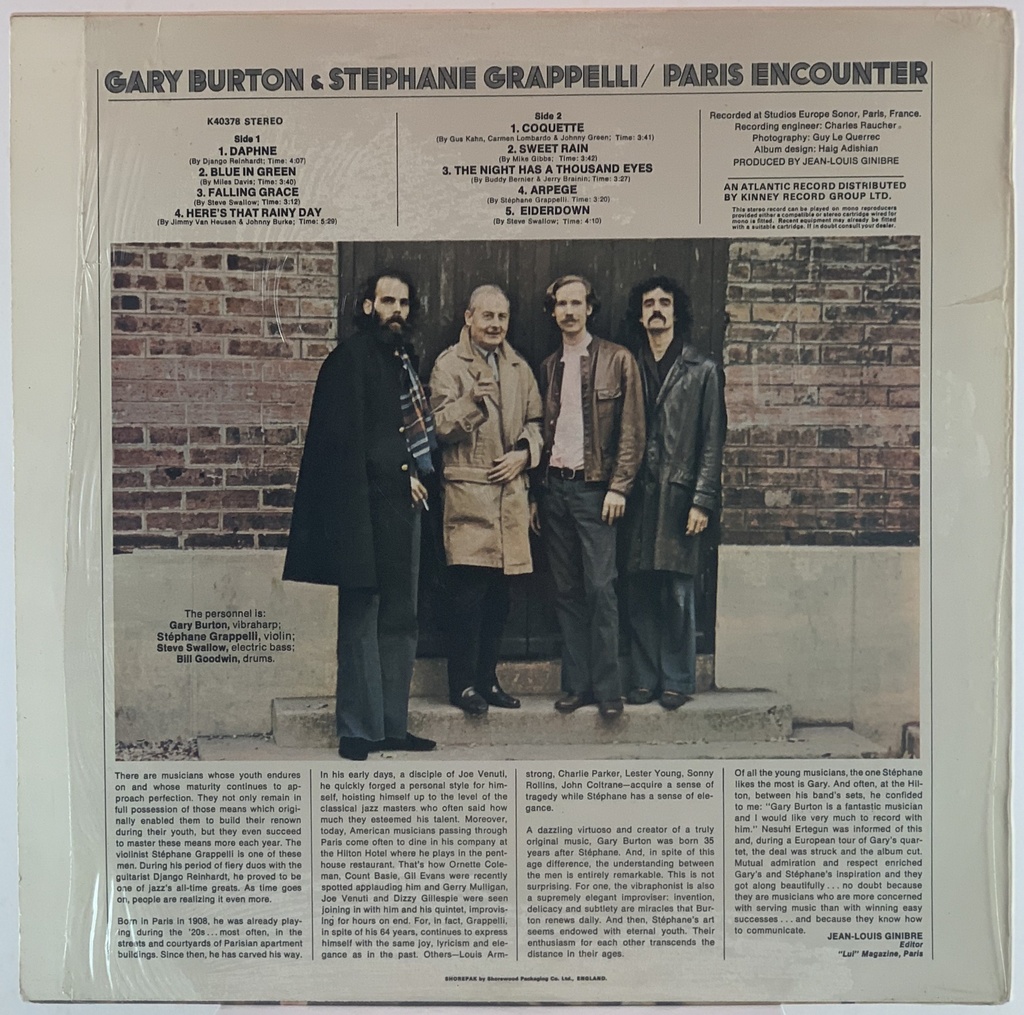 GARY BURTON & STEPHANE GRAPPELLI/ PARIS ENCOUNTER
K40378 STEREO
Side 1
1. DAPHNE
(By Django Reinhardt; Time: 4:07)
2. BLUE IN GREEN
(By Miles Davis; Time: 3:40)
3. FALLING GRACE
(By Steve Swallow; Time: 3:12)
4. HERE'S THAT RAINY DAY
(By Jimmy Van Heusen & Johnny Burke; Time: 5:29)
Side 2
1. COQUETTE
(By Gus Kahn, Carmen Lombardo & Johnny Green; Time: 3:41)
2. SWEET RAIN
(By Mike Gibbs; Time: 3:42)
3. THE NIGHT HAS A THOUSAND EYES
(By Buddy Bernier & Jerry Brainin; Time: 3:27)
4. ARPEGE
(By Stéphane Grappelli. Time: 3:20)
5. EIDERDOWN
(By Steve Swallow; Time: 4:10)
Recorded at Studios Europe Sonor, Paris, France.
Recording engineer: Charles Raucher.
Photography: Guy Le Querrec
Album design: Haig Adishian
PRODUCED BY JEAN-LOUIS GINIBRE
AN ATLANTIC RECORD DISTRIBUTED
BY KINNEY RECORD GROUP LTD.
This stereo record can be played on mono reproducers
provided either a compatible or stereo cartridge wired for
mono is fitted. Recent equipment may already be fitted
with a suitable cartridge. If in doubt consult your dealer.
The personnel is:
Gary Burton, vibraharp;
Stéphane Grappelli, violin;
Steve Swallow, electric bass;
Bill Goodwin, drums.
There are musicians whose youth endures
on and whose maturity continues to ap-
proach perfection. They not only remain in
full possession of those means which origi-
nally enabled them to build their renown
during their youth, but they even succeed
to master these means more each year. The
violinist Stéphane Grappelli is one of these
men. During his period of fiery duos with the
guitarist Django Reinhardt, he proved to be
one of jazz's all-time greats. As time goes
on, people are realizing it even more.
Born in Paris in 1908, he was already play-
ing during the '20s...most often, in the
streets and courtyards of Parisian apartment
buildings. Since then, he has carved his way.
In his early days, a disciple of Joe Venuti,
he quickly forged a personal style for him-
self, hoisting himself up to the level of the
classical jazz masters who often said how
much they esteemed his talent. Moreover,
today, American musicians passing through
Paris come often to dine in his company at
the Hilton Hotel where he plays in the pent-
house restaurant. That's how Ornette Cole-
man, Count Basie, Gil Evans were recently
spotted applauding him and Gerry Mulligan,
Joe Venuti and Dizzy Gillespie were seen
joining in with him and his quintet, improvis-
ing for hours on end. For, in fact, Grappelli,
in spite of his 64 years, continues to express
himself with the same joy, lyricism and ele-
gance as in the past. Others—Louis Arm-
strong, Charlie Parker, Lester Young, Sonny
Rollins, John Coltrane—acquire a sense of
tragedy while Stéphane has a sense of ele-
gance.
A dazzling virtuoso and creator of a truly
original music, Gary Burton was born 35
years after Stéphane. And, in spite of this
age difference, the understanding between
the men is entirely remarkable. This is not
surprising. For one, the vibraphonist is also
a supremely elegant improviser: invention,
delicacy and subtlety are miracles that Bur-
ton renews daily. And then, Stéphane's art
seems endowed with eternal youth. Their
enthusiasm for each other transcends the
distance in their ages.
Of all the young musicians, the one Stéphane
likes the most is Gary. And often, at the Hil-
ton, between his band's sets, he confided
to me: "Gary Burton is a fantastic musician
and I would like very much to record with
him." Nesuhi Ertegun was informed of this
and, during a European tour of Gary's quar-
tet, the deal was struck and the album cut.
Mutual admiration and respect enriched
Gary's and Stéphane's inspiration and they
got along beautifully...no doubt because
they are musicians who are more concerned
with serving music than with winning easy
successes...and because they know how
to communicate.
JEAN-LOUIS GINIBRE
Editor
"Lui" Magazine, Paris
SHOREPAK by Shorewood Packaging Co. Ltd., ENGLAND.